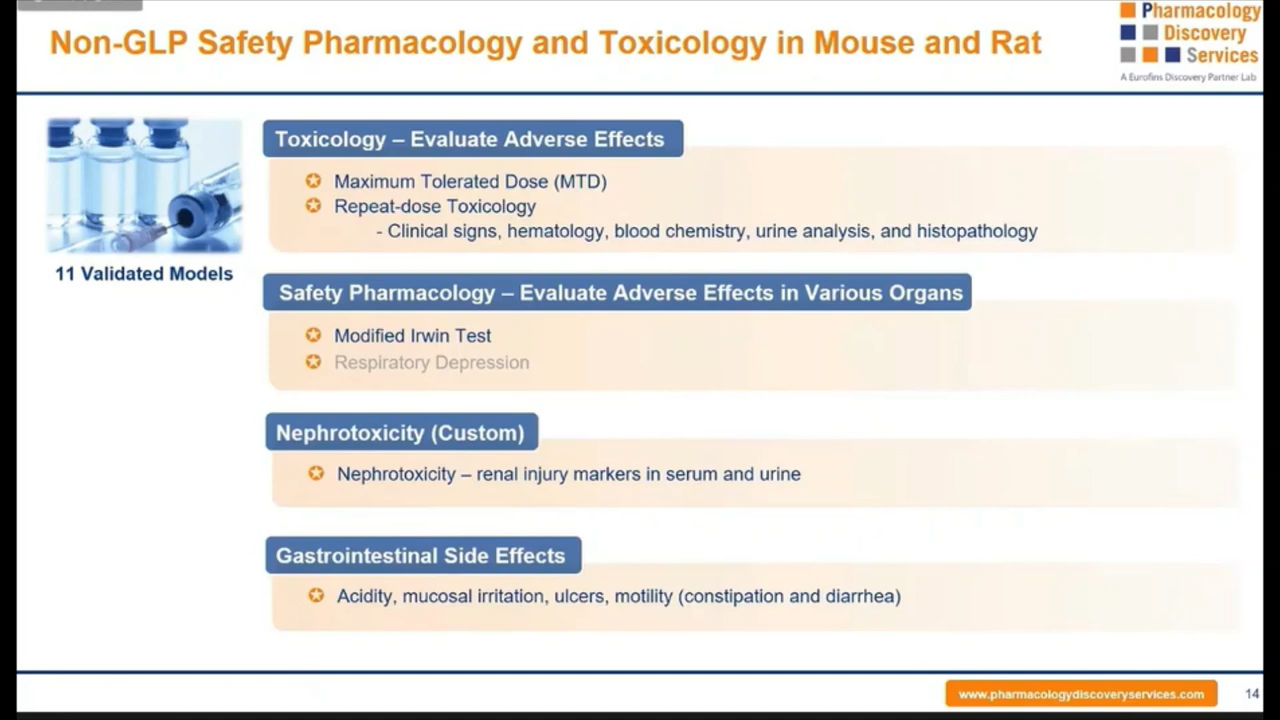 Non-GLP Safety Pharmacology and Toxicology in Mouse and Rat
Pharmacology
Discovery
Services
A Eurofins Discovery Partner Lab
Toxicology – Evaluate Adverse Effects
Maximum Tolerated Dose (MTD)
Repeat-dose Toxicology
- Clinical signs, hematology, blood chemistry, urine analysis, and histopathology
11 Validated Models
Safety Pharmacology – Evaluate Adverse Effects in Various Organs
Modified Irwin Test
Respiratory Depression
Nephrotoxicity (Custom)
Nephrotoxicity – renal injury markers in serum and urine
Gastrointestinal Side Effects
Acidity, mucosal irritation, ulcers, motility (constipation and diarrhea)
www.pharmacologydiscoveryservices.com
14